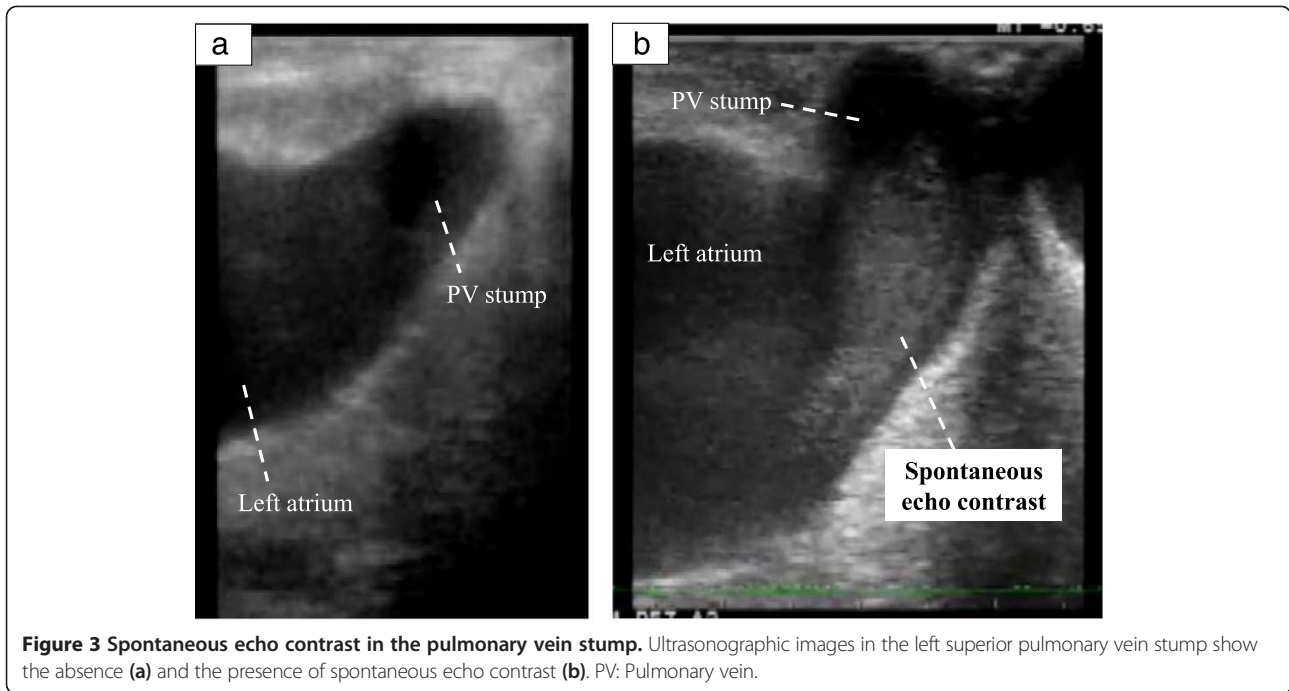 a
b
PV stump
PV stump
Left atrium
Left atrium
Spontaneous
echo contrast
Figure 3 Spontaneous echo contrast in the pulmonary vein stump. Ultrasonographic images in the left superior pulmonary vein stump show
the absence (a) and the presence of spontaneous echo contrast (b). PV: Pulmonary vein.